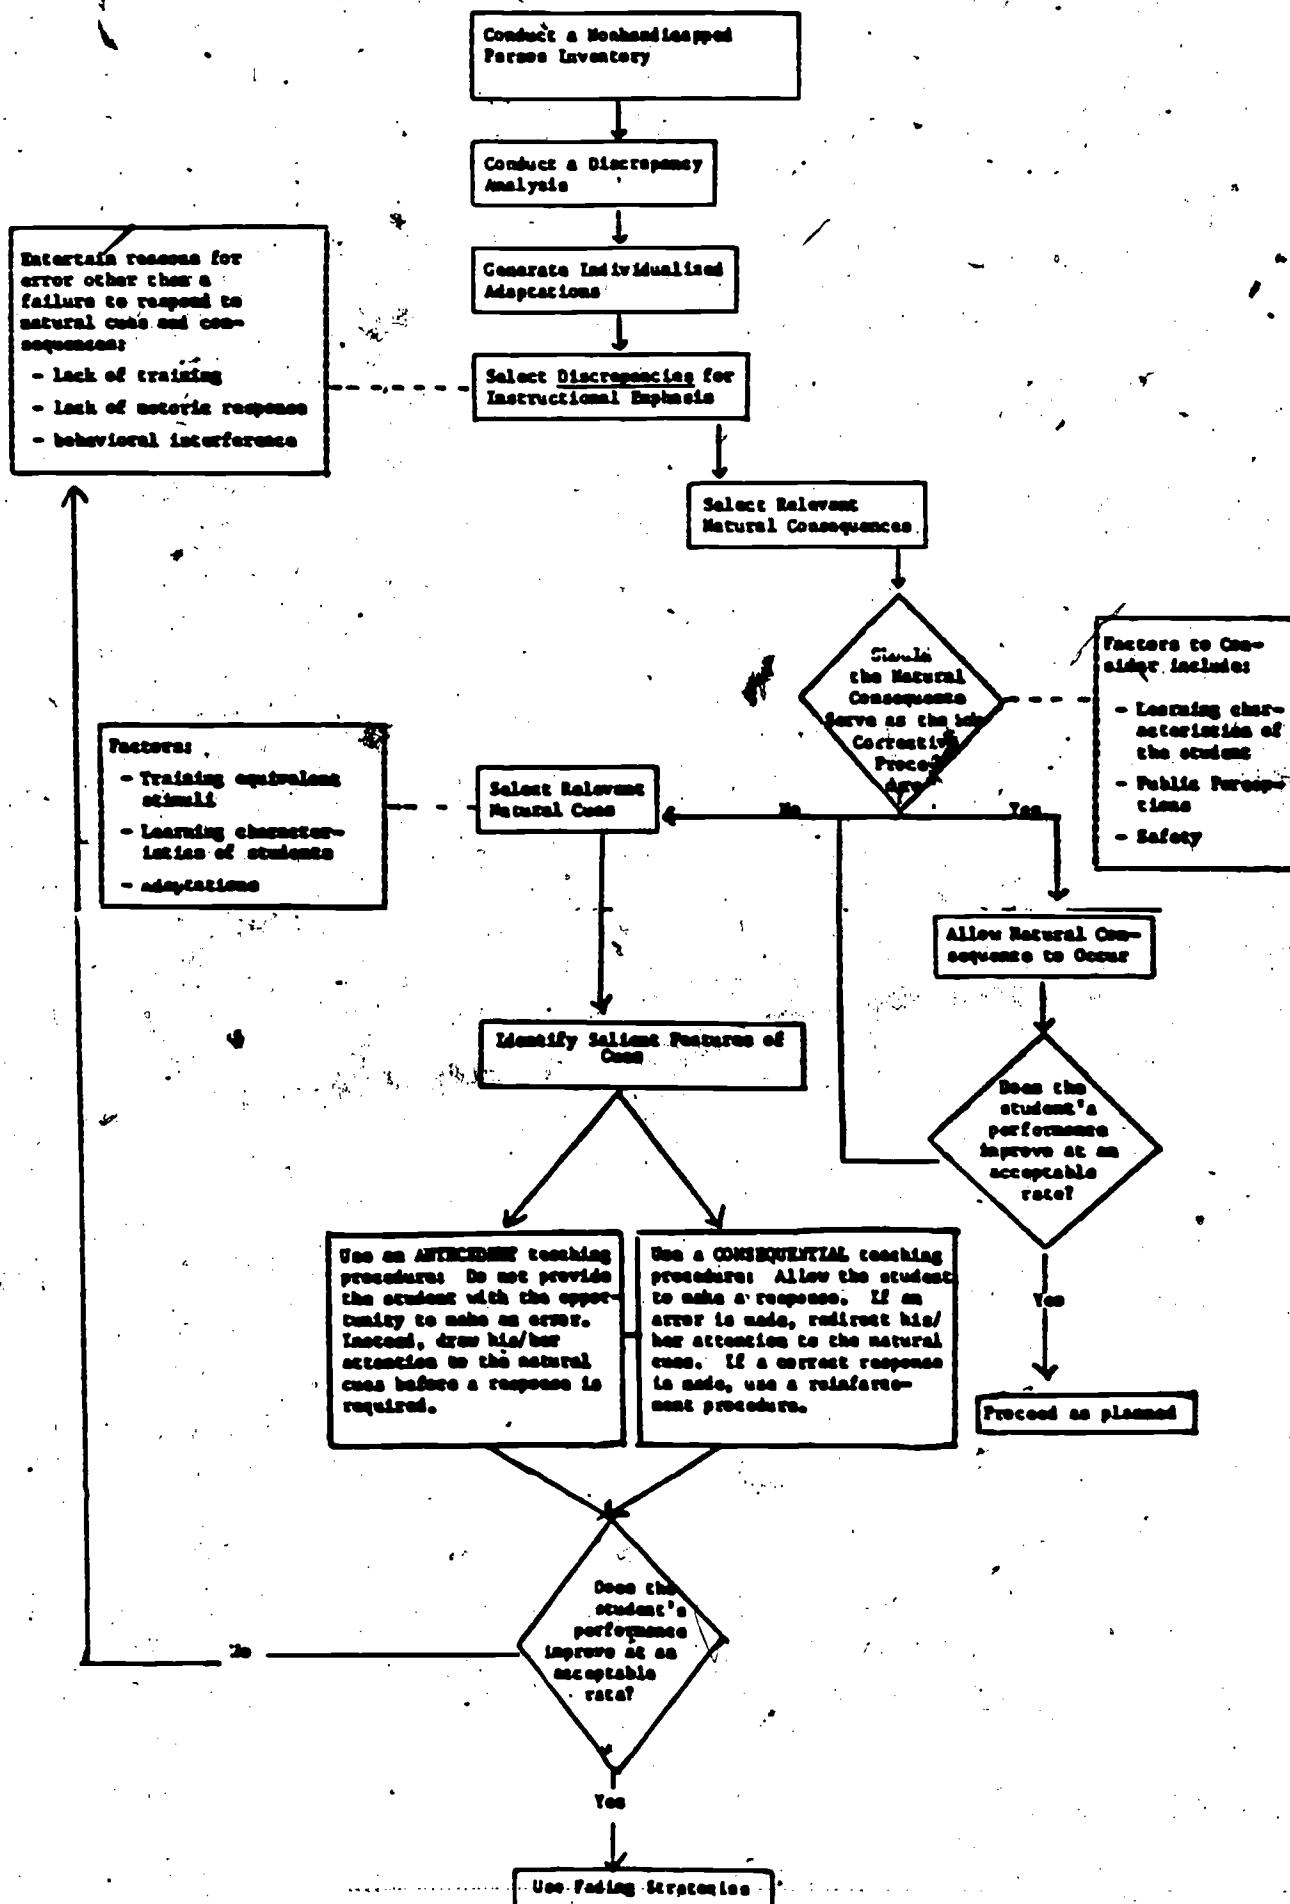 Conduct a Nonhandicapped
Person Inventory
Conduct a Discrepancy
Analysis
Generate Individualized
Adaptations
Select Discrepancies for
Instructional Emphasis
Entertain reasons for
error other than a
failure to respond to
natural cues and con-
sequences:
- lack of training
- lack of motoric response
- behavioral interference
Select Relevant
Natural Consequences
Should
the Natural
Consequence
Serve as the
Corrective
Proced-
ure
Factors to Con-
sider include:
- Learning char-
acteristics of
the student
- Public Percep-
tions
- Safety
No
Yes
Select Relevant
Natural Cues
Factors:
- Training equivalent
stimuli
- Learning character-
istics of students
- adaptations
Allow Natural Con-
sequence to Occur
Identify Salient Features of
Cues
Does the
student's
performance
improve at an
acceptable
rate?
Yes
Proceed as planned
Use an ANTECEDENT teaching
procedure: Do not provide
the student with the oppor-
tunity to make an error.
Instead, draw his/her
attention to the natural
cues before a response is
required.
Use a CONSEQUENTIAL teaching
procedure: Allow the student
to make a response. If an
error is made, redirect his/
her attention to the natural
cues. If a correct response
is made, use a reinforce-
ment procedure.
Does the
student's
performance
improve at an
acceptable
rate?
No
Yes
Use Fading Strategies